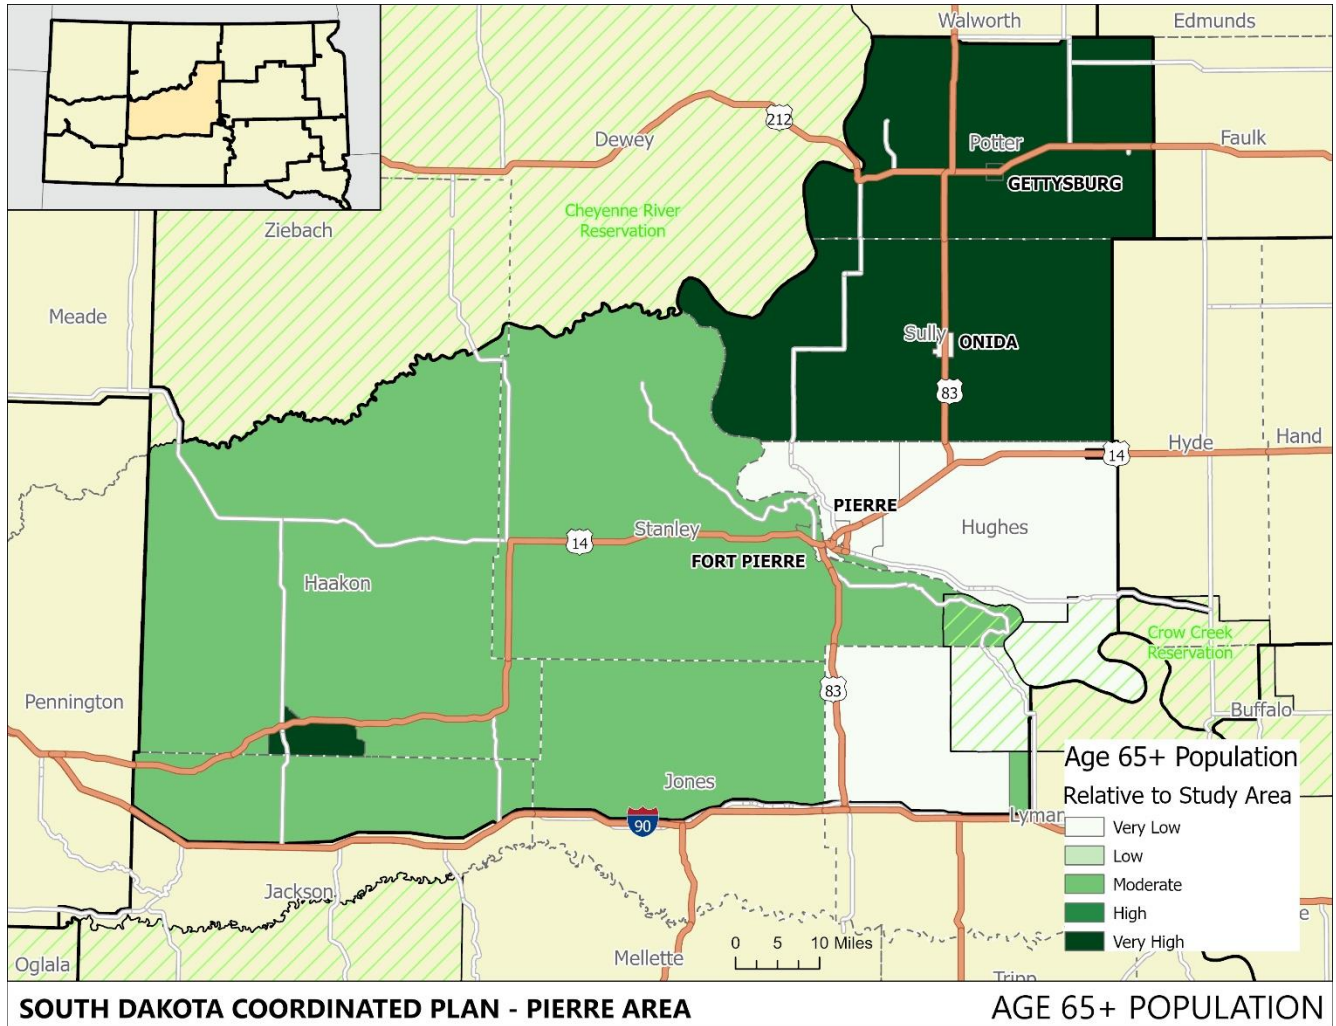 Walworth
Edmunds
212
Dewey
Potter
Faulk
GETTYSBURG
Cheyenne River
Reservation
Ziebach
Meade
Sully
ONIDA
83
14
Hyde
Hand
PIERRE
Stanley
14
Hughes
FORT PIERRE
Haakon
Crow Creek
Reservation
83
Pennington
Buffalo
Jones
90
Lyman
Jackson
Mellette
Oglala
Tripp
e
0 5 10 Miles
Age 65+ Population
Relative to Study Area
Very Low
Low
Moderate
High
Very High
SOUTH DAKOTA COORDINATED PLAN - PIERRE AREA
AGE 65+ POPULATION